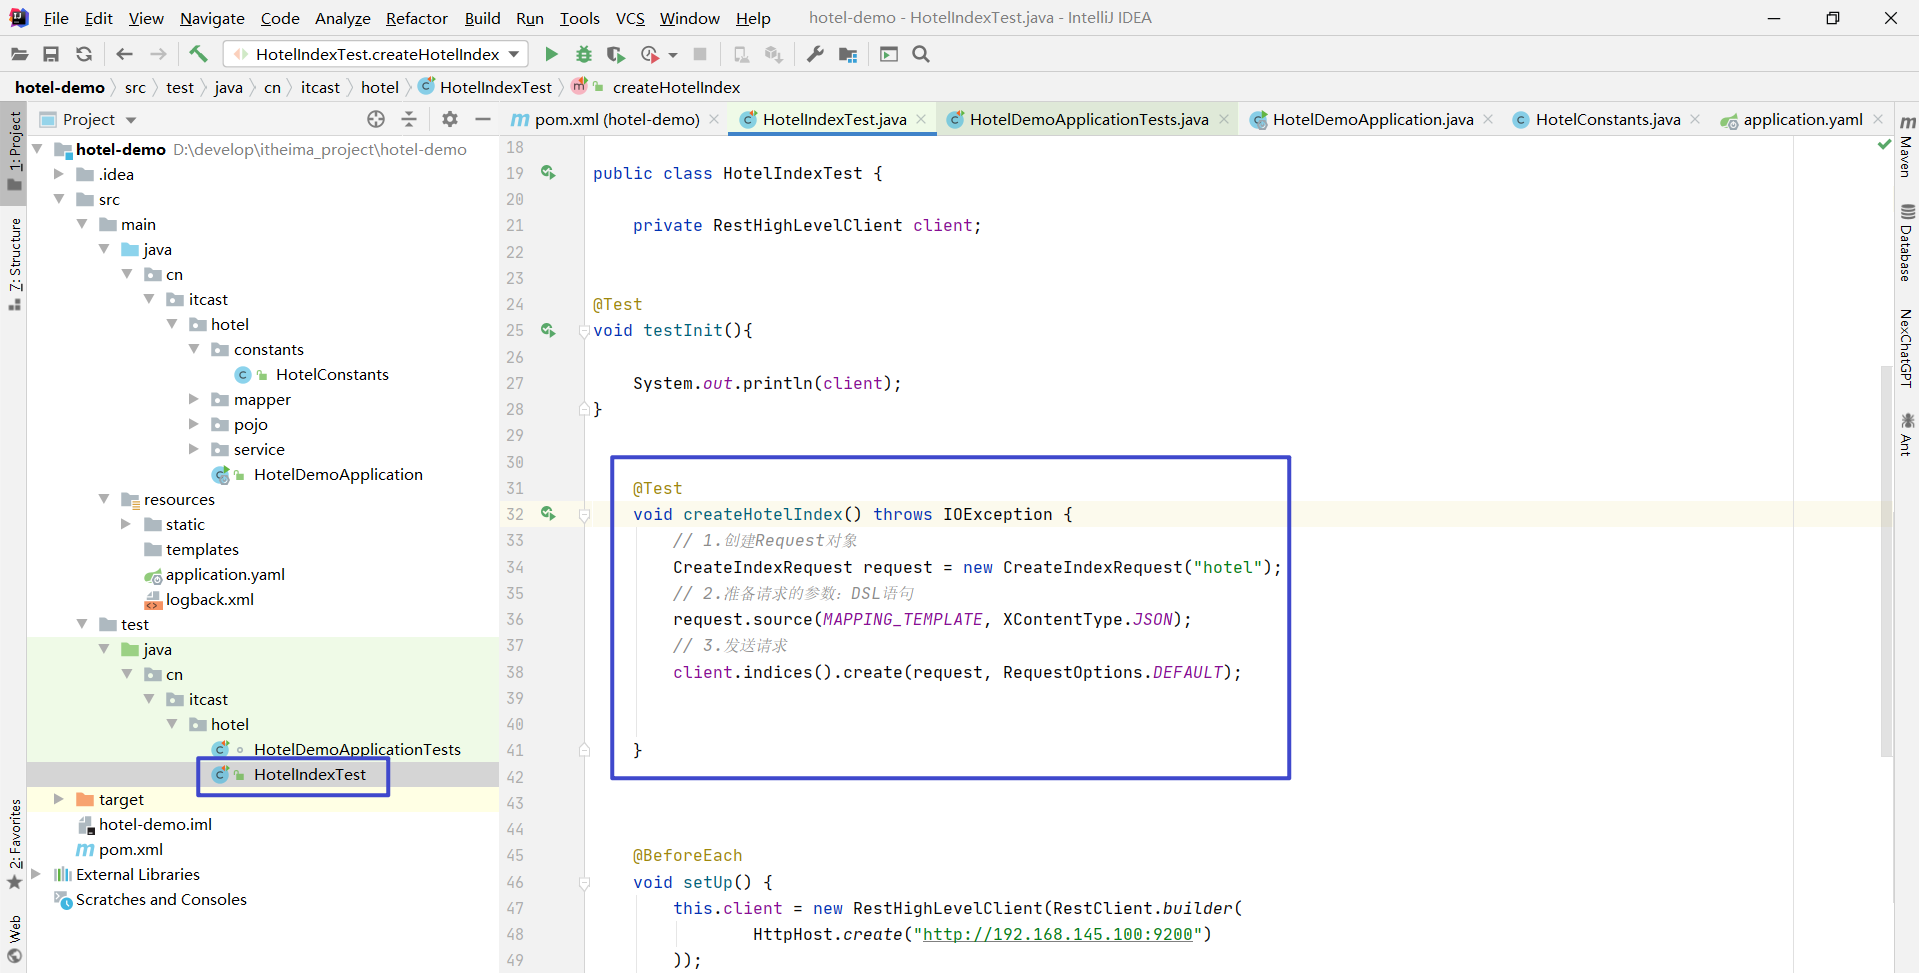 File Edit View Navigate Code Analyze Refactor Build Run Tools VCS Window Help hotel-demo - HotelIndexTest.java - IntelliJ IDEA
HotelIndexTest.createHotelIndex
hotel-demo src test java cn itcast hotel HotelIndexTest createHotelIndex
Project
pom.xml (hotel-demo) HotelIndexTest.java HotelDemoApplicationTests.java HotelDemoApplication.java HotelConstants.java application.yaml
1: Project
7: Structure
2: Favorites
Web
hotel-demo D:\develop\itheima_project\hotel-demo
.idea
src
main
java
cn
itcast
hotel
constants
HotelConstants
mapper
pojo
service
HotelDemoApplication
resources
static
templates
application.yaml
logback.xml
test
java
cn
itcast
hotel
HotelDemoApplicationTests
HotelIndexTest
target
hotel-demo.iml
pom.xml
External Libraries
Scratches and Consoles
18
19 public class HotelIndexTest {
20
21 private RestHighLevelClient client;
22
23
24 @Test
25 void testInit(){
26
27 System.out.println(client);
28 }
29
30
31 @Test
32 void createHotelIndex() throws IOException {
33 // 1.创建Request对象
34 CreateIndexRequest request = new CreateIndexRequest("hotel");
35 // 2.准备请求的参数: DSL语句
36 request.source(MAPPING_TEMPLATE, XContentType.JSON);
37 // 3.发送请求
38 client.indices().create(request, RequestOptions.DEFAULT);
39
40
41 }
42
43
44
45 @BeforeEach
46 void setUp() {
47 this.client = new RestHighLevelClient(RestClient.builder(
48 HttpHost.create("http://192.168.145.100:9200")
49 ));
Maven
Database
NexChatGPT
Ant